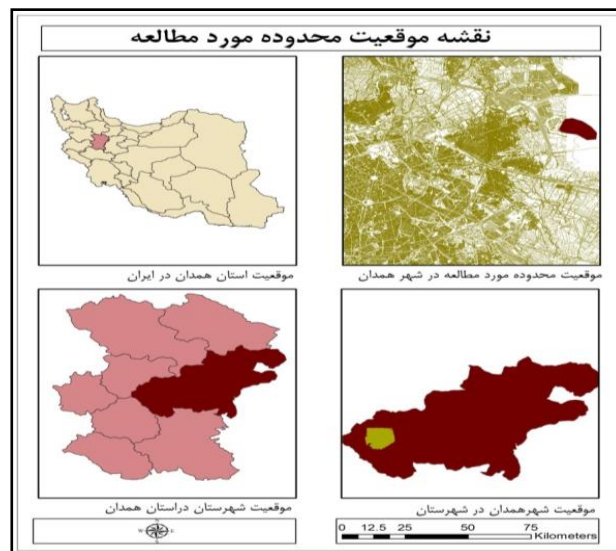 نقشه موقعیت محدوده مورد مطالعه
موقعیت محدوده مورد مطالعه در شهر همدان
موقعیت استان همدان در ایران
موقعیت شهرهمدان در شهرستان
موقعیت شهرستان دراستان همدان
0 12.5 25 50 75
Kilometers
N
W E
S